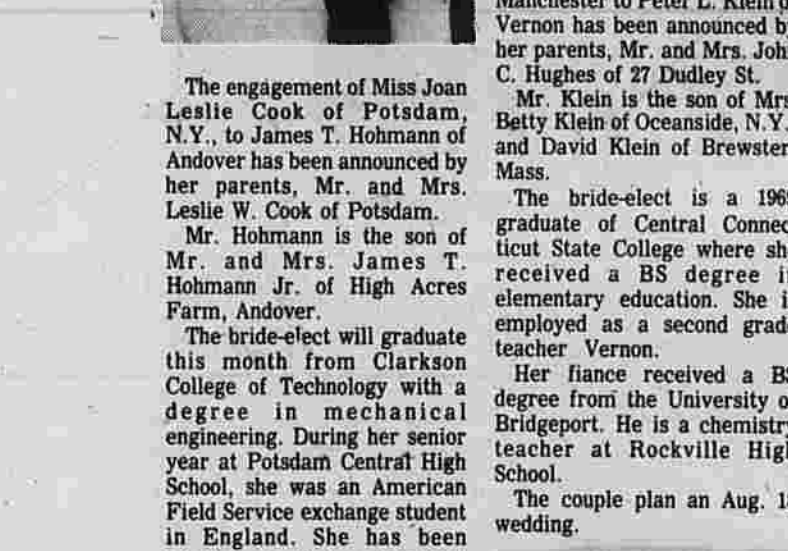 The engagement of Miss Joan
Leslie Cook of Potsdam,
N.Y., to James T. Hohmann of
Andover has been announced by
her parents, Mr. and Mrs.
Leslie W. Cook of Potsdam.
Mr. Hohmann is the son of
Mr. and Mrs. James T.
Hohmann Jr. of High Acres
Farm, Andover.
The bride-elect will graduate
this month from Clarkson
College of Technology with a
degree in mechanical
engineering. During her senior
year at Potsdam Central High
School, she was an American
Field Service exchange student
in England. She has been
Manchester to Peter L. Klein
Vernon has been announced
her parents, Mr. and Mrs.
C. Hughes of 27 Dudley St.
Mr. Klein is the son of
Betty Klein of Oceanside, N.Y.
and David Klein of Brewster
Mass.
The bride-elect is a
graduate of Central Connec
ticut State College where
received a BS degree
elementary education. She
employed as a second
teacher Vernon.
Her fiance received a
degree from the University
Bridgeport. He is a chemistry
teacher at Rockville
School.
The couple plan an Aug.
wedding.